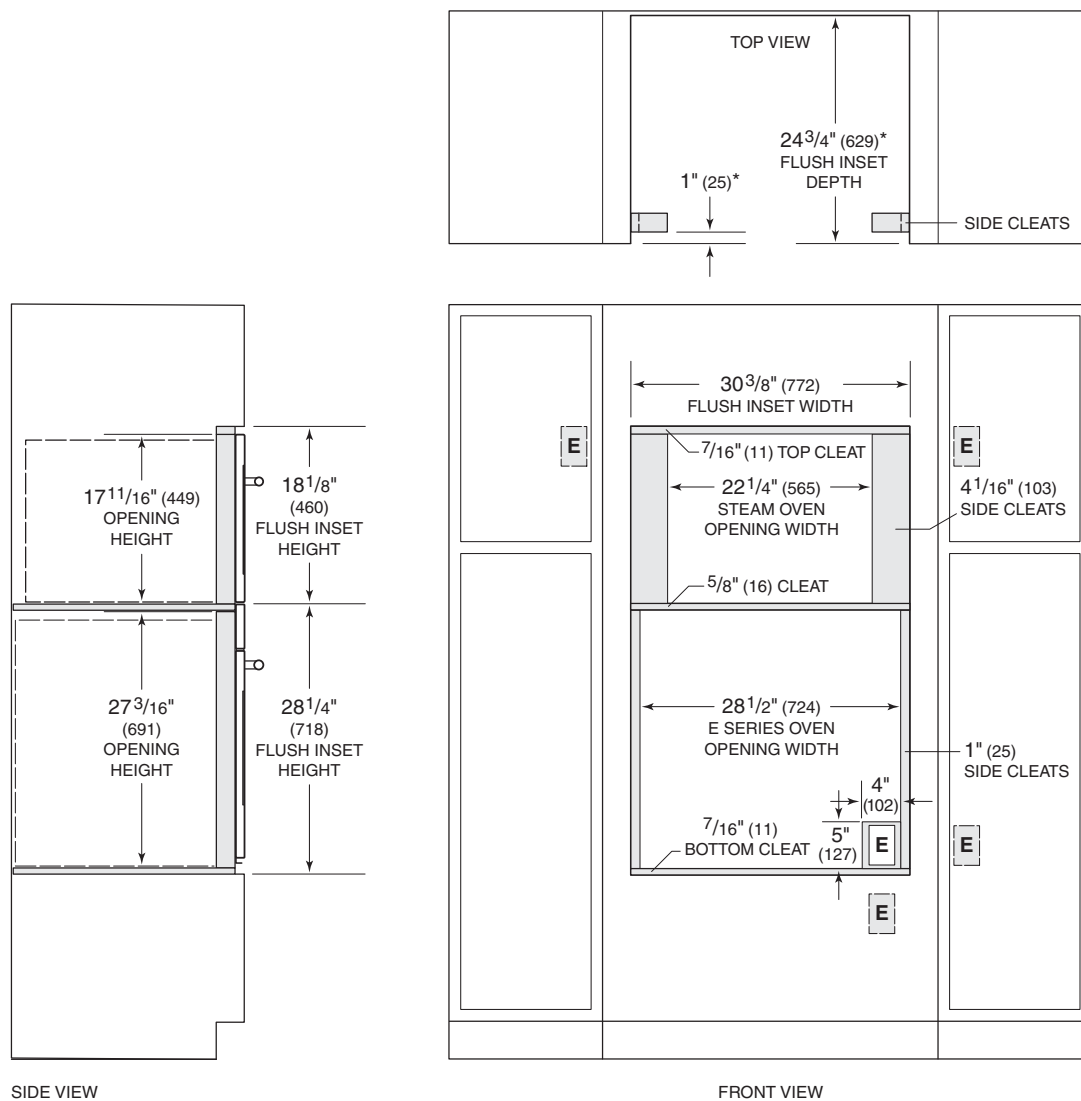 TOP VIEW
24 3/4" (629)*
FLUSH INSET
DEPTH
1" (25)*
SIDE CLEATS
17 11/16" (449)
OPENING
HEIGHT
18 1/8"
(460)
FLUSH INSET
HEIGHT
27 3/16"
(691)
OPENING
HEIGHT
28 1/4"
(718)
FLUSH INSET
HEIGHT
SIDE VIEW
30 3/8" (772)
FLUSH INSET WIDTH
E
E
7/16" (11) TOP CLEAT
22 1/4" (565)
STEAM OVEN
OPENING WIDTH
4 1/16" (103)
SIDE CLEATS
5/8" (16) CLEAT
28 1/2" (724)
E SERIES OVEN
OPENING WIDTH
1" (25)
SIDE CLEATS
4"
(102)
7/16" (11)
BOTTOM CLEAT
5"
(127)
E
E
E
FRONT VIEW